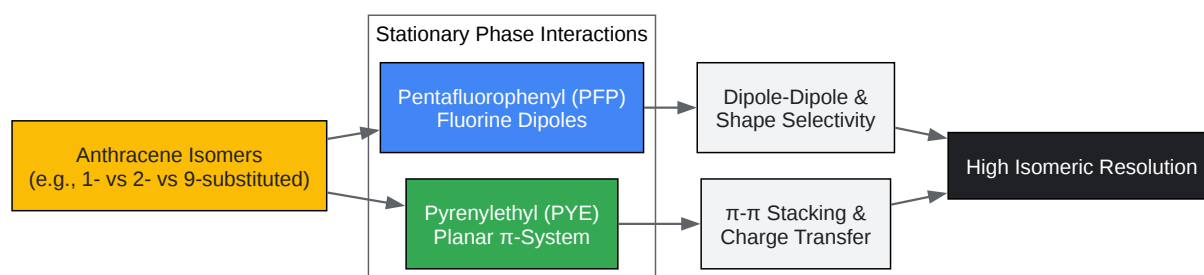 Stationary Phase Interactions
Anthracene Isomers
(e.g., 1- vs 2- vs 9-substituted)
Pentafluorophenyl (PFP)
Fluorine Dipoles
Dipole-Dipole &
Shape Selectivity
Pyrenylethyl (PYE)
Planar π-System
π-π Stacking &
Charge Transfer
High Isomeric Resolution